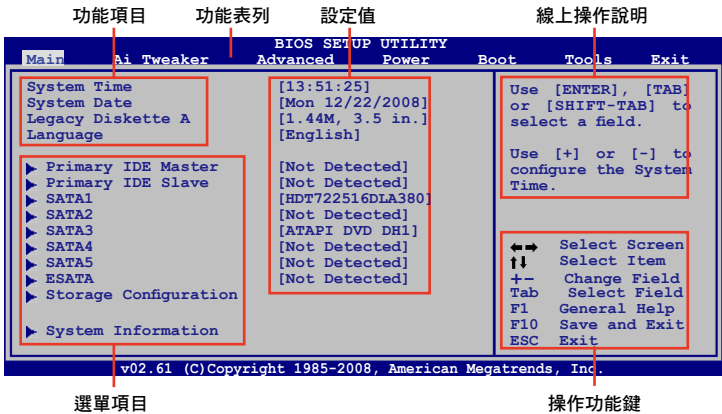 功能項目 功能表列 設定值 線上操作說明
BIOS SETUP UTILITY
Main Ai Tweaker Advanced Power Boot Tools Exit
System Time [13:51:25]
System Date [Mon 12/22/2008]
Legacy Diskette A [1.44M, 3.5 in.]
Language [English]
Primary IDE Master [Not Detected]
Primary IDE Slave [Not Detected]
SATA1 [HDT722516DLA380]
SATA2 [Not Detected]
SATA3 [ATAPI DVD DH1]
SATA4 [Not Detected]
SATA5 [Not Detected]
ESATA [Not Detected]
Storage Configuration
System Information
Use [ENTER], [TAB]
or [SHIFT-TAB] to
select a field.
Use [+] or [-] to
configure the System
Time.
←→ Select Screen
↑↓ Select Item
+- Change Field
Tab Select Field
F1 General Help
F10 Save and Exit
ESC Exit
v02.61 (C)Copyright 1985-2008, American Megatrends, Inc.
選單項目 操作功能鍵